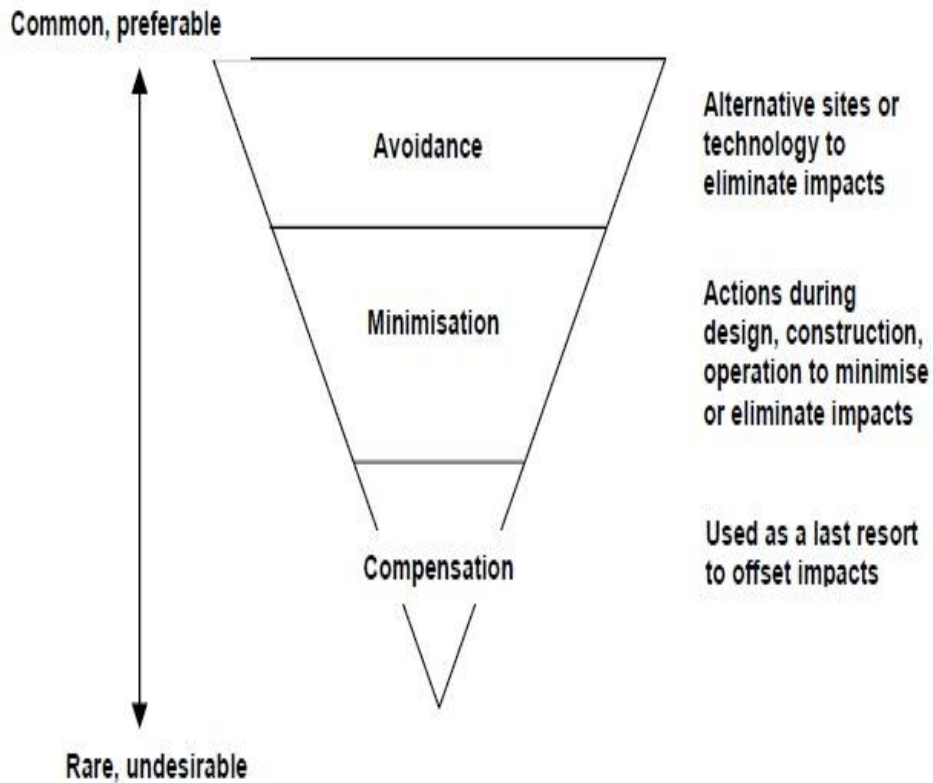 Common, preferable
Avoidance
Alternative sites or
technology to
eliminate impacts
Minimisation
Actions during
design, construction,
operation to minimise
or eliminate impacts
Compensation
Used as a last resort
to offset impacts
Rare, undesirable